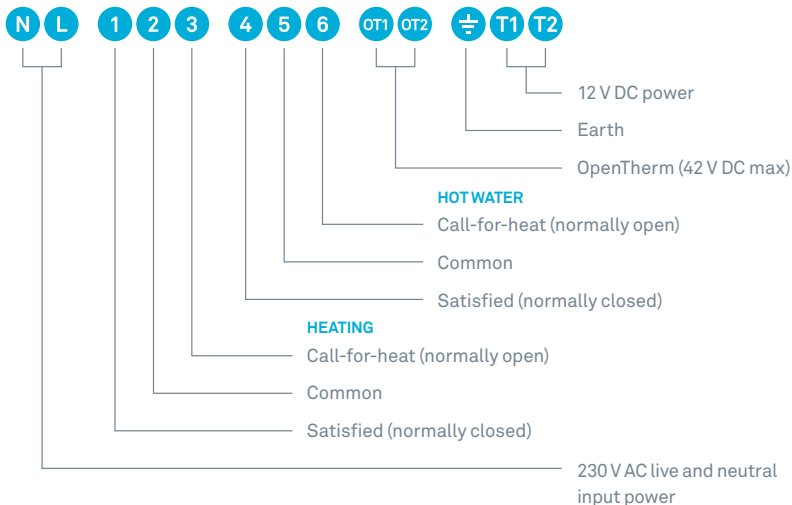 N L 1 2 3 4 5 6 OT1 OT2 ⏚ T1 T2
12 V DC power
Earth
OpenTherm (42 V DC max)
HOT WATER
Call-for-heat (normally open)
Common
Satisfied (normally closed)
HEATING
Call-for-heat (normally open)
Common
Satisfied (normally closed)
230 V AC live and neutral
input power